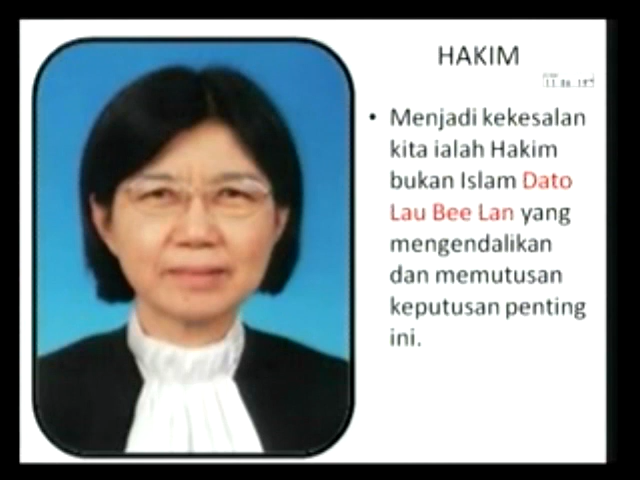 HAKIM
• Menjadi kekesalan
kita ialah Hakim
bukan Islam Dato
Lau Bee Lan yang
mengendalikan
dan memutusan
keputusan penting
ini.